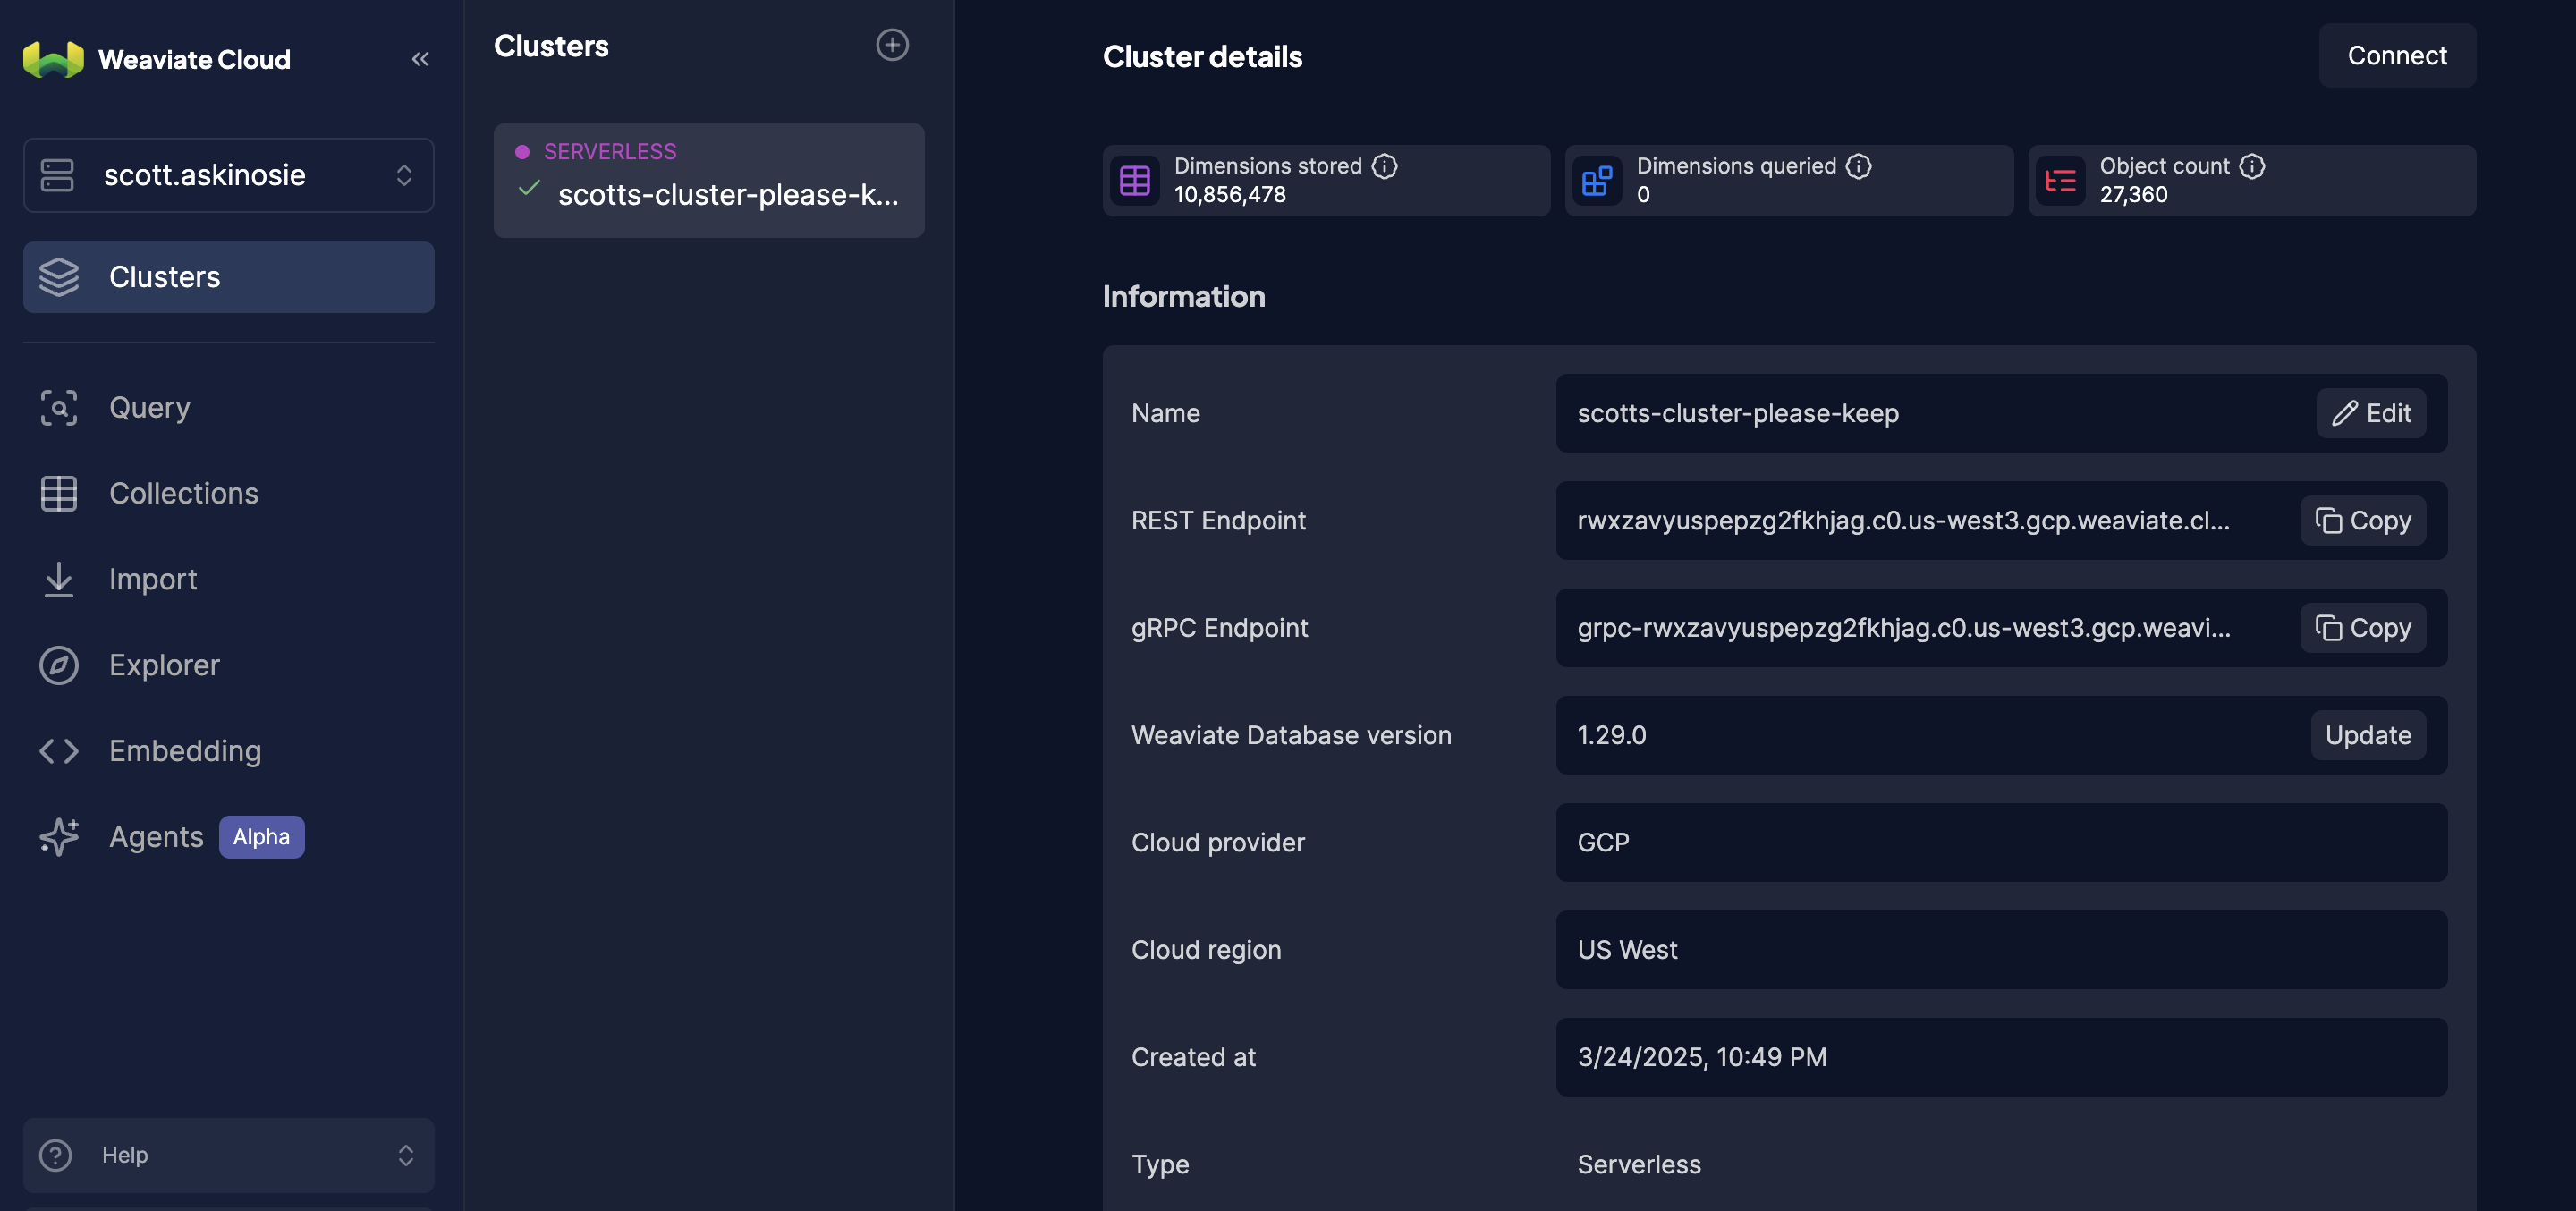 Weaviate Cloud
scott.askinosie
Clusters
Query
Collections
Import
Explorer
Embedding
Agents Alpha
Help
Clusters
SERVERLESS
scotts-cluster-please-k...
Cluster details
Connect
Dimensions stored
10,856,478
Dimensions queried
0
Object count
27,360
Information
Name scotts-cluster-please-keep Edit
REST Endpoint rwxzavyuspepzg2fkhjag.c0.us-west3.gcp.weaviate.cl... Copy
gRPC Endpoint grpc-rwxzavyuspepzg2fkhjag.c0.us-west3.gcp.weavi... Copy
Weaviate Database version 1.29.0 Update
Cloud provider GCP
Cloud region US West
Created at 3/24/2025, 10:49 PM
Type Serverless